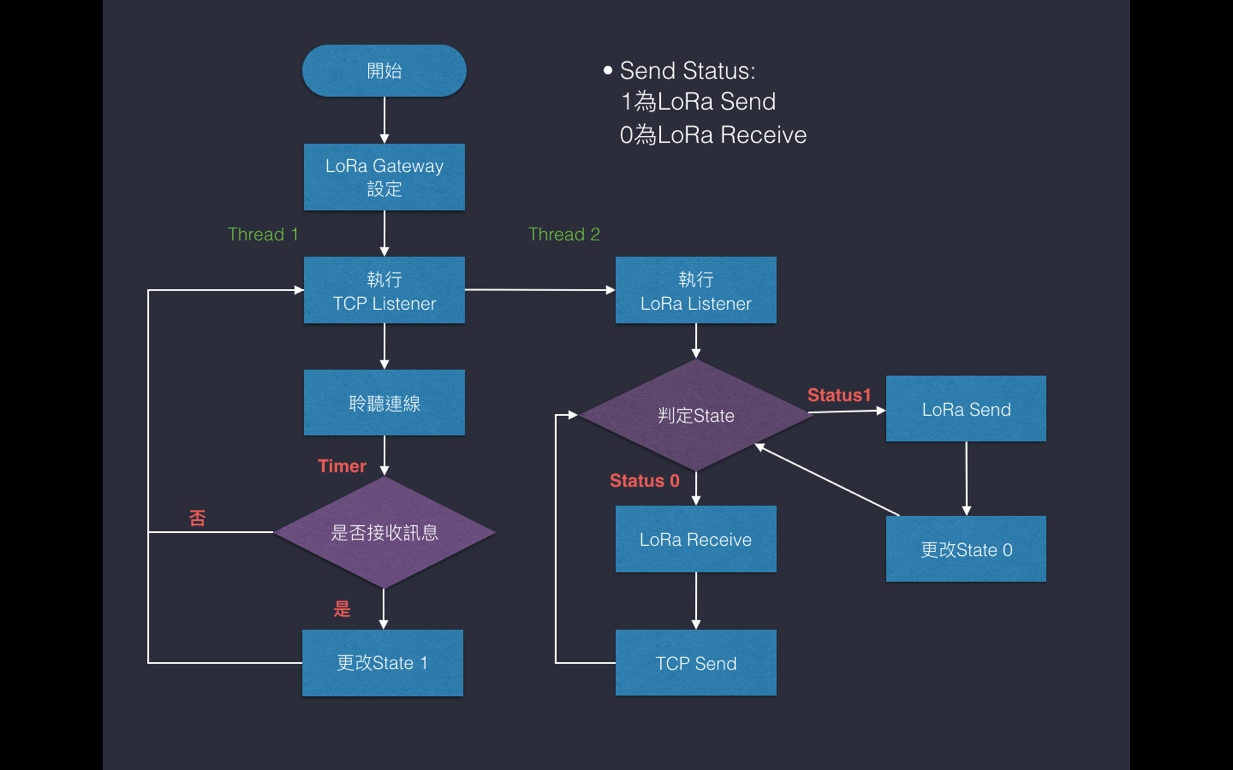 開始
• Send Status:
1為LoRa Send
0為LoRa Receive
LoRa Gateway
設定
Thread 1
Thread 2
執行
TCP Listener
執行
LoRa Listener
聆聽連線
判定State
Status1
LoRa Send
Timer
Status 0
否
是否接收訊息
LoRa Receive
更改State 0
是
更改State 1
TCP Send